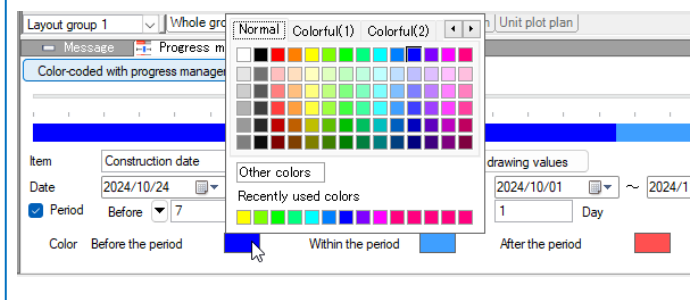 Layout group 1 Whole gro Unit plot plan
Message Progress m
Color-coded with progress manager
Normal Colorful(1) Colorful(2)
Other colors
Recently used colors
Item Construction date drawing values
Date 2024/10/24 2024/10/01 ~ 2024/1
Period Before 7 1 Day
Color Before the period Within the period After the period